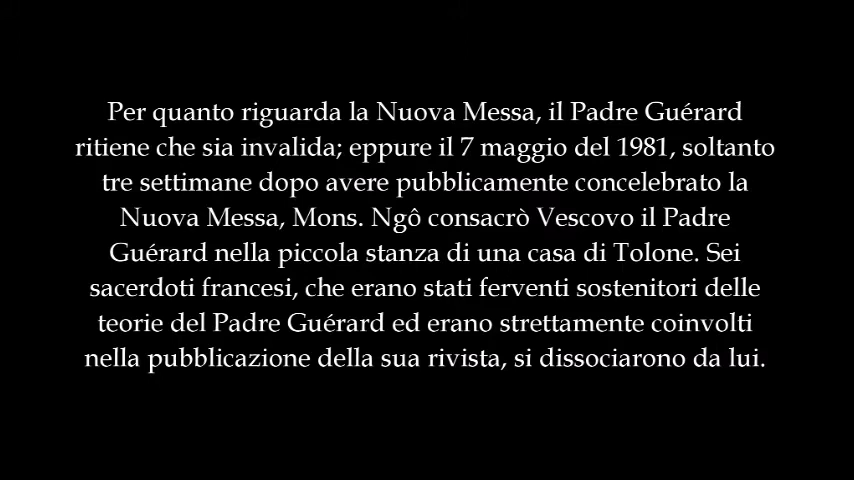 Per quanto riguarda la Nuova Messa, il Padre Guérard
ritiene che sia invalida; eppure il 7 maggio del 1981, soltanto
tre settimane dopo avere pubblicamente concelebrato la
Nuova Messa, Mons. Ngô consacrò Vescovo il Padre
Guérard nella piccola stanza di una casa di Tolone. Sei
sacerdoti francesi, che erano stati ferventi sostenitori delle
teorie del Padre Guérard ed erano strettamente coinvolti
nella pubblicazione della sua rivista, si dissociarono da lui.